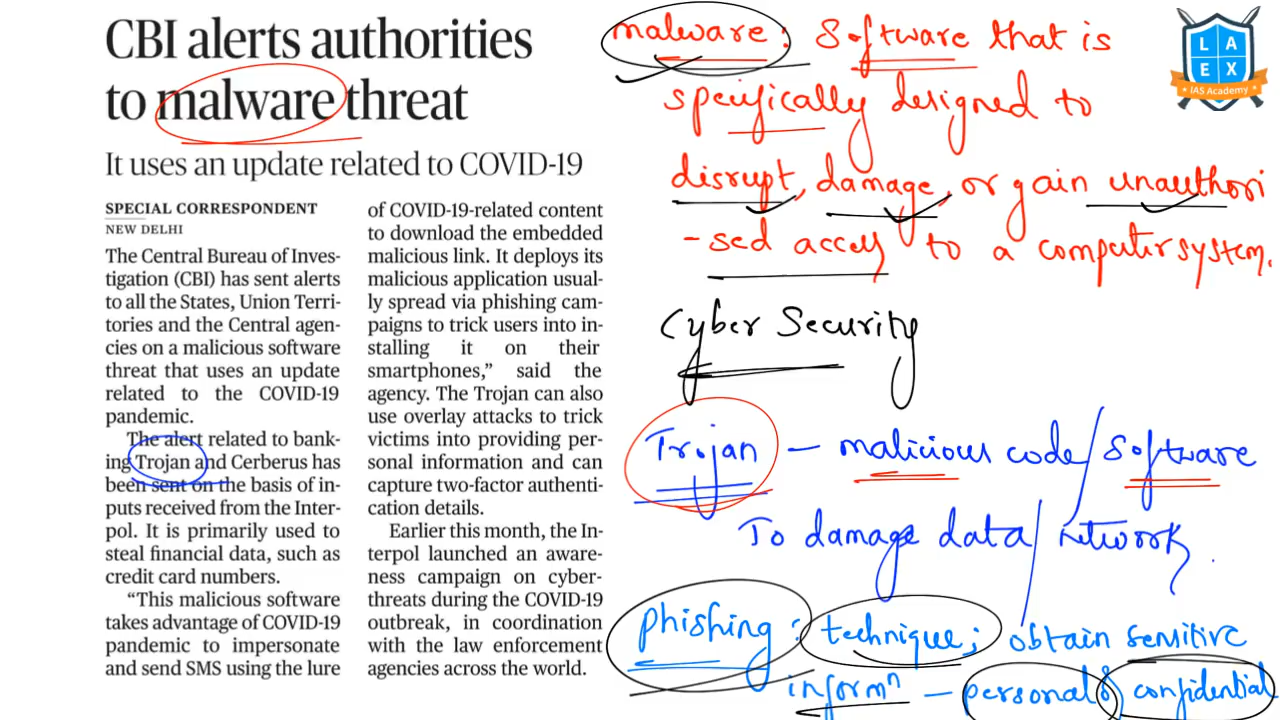 CBI alerts authorities
to malware threat
It uses an update related to COVID-19
SPECIAL CORRESPONDENT
NEW DELHI
The Central Bureau of Inves-
tigation (CBI) has sent alerts
to all the States, Union Terri-
tories and the Central agen-
cies on a malicious software
threat that uses an update
related to the COVID-19
pandemic.
The alert related to bank-
ing Trojan and Cerberus has
been sent on the basis of in-
puts received from the Inter-
pol. It is primarily used to
steal financial data, such as
credit card numbers.
“This malicious software
takes advantage of COVID-19
pandemic to impersonate
and send SMS using the lure
of COVID-19-related content
to download the embedded
malicious link. It deploys its
malicious application usual-
ly spread via phishing cam-
paigns to trick users into in-
stalling it on their
smartphones,” said the
agency. The Trojan can also
use overlay attacks to trick
victims into providing per-
sonal information and can
capture two-factor authenti-
cation details.
Earlier this month, the In-
terpol launched an aware-
ness campaign on cyber-
threats during the COVID-19
outbreak, in coordination
with the law enforcement
agencies across the world.
malware: Software that is
specifically designed to
disrupt, damage, or gain unauthori
-sed access to a computer system.
Cyber Security
Trojan – malicious code/software
To damage data/network.
phishing: technique; obtain sensitive
informⁿ – personal & confidential
L A
E X
IAS Academy